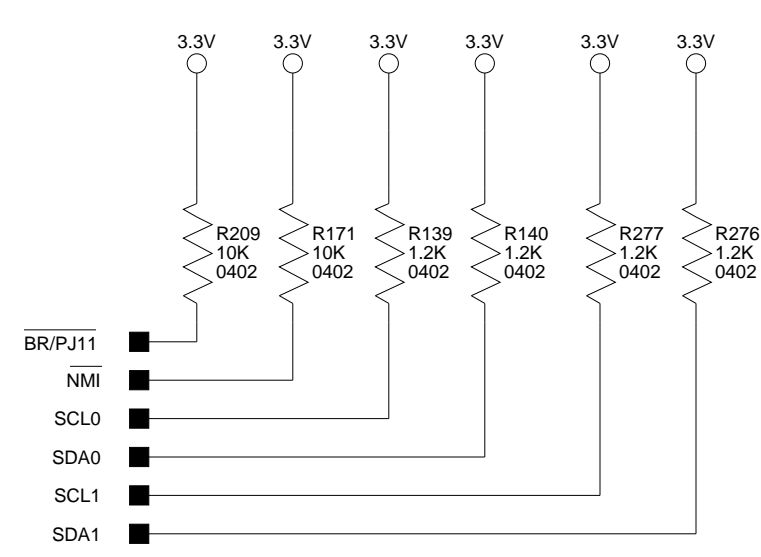 3.3V 3.3V 3.3V 3.3V 3.3V 3.3V
R209 R171 R139 R140 R277 R276
10K 10K 1.2K 1.2K 1.2K 1.2K
0402 0402 0402 0402 0402 0402
BR/PJ11
NMI
SCL0
SDA0
SCL1
SDA1